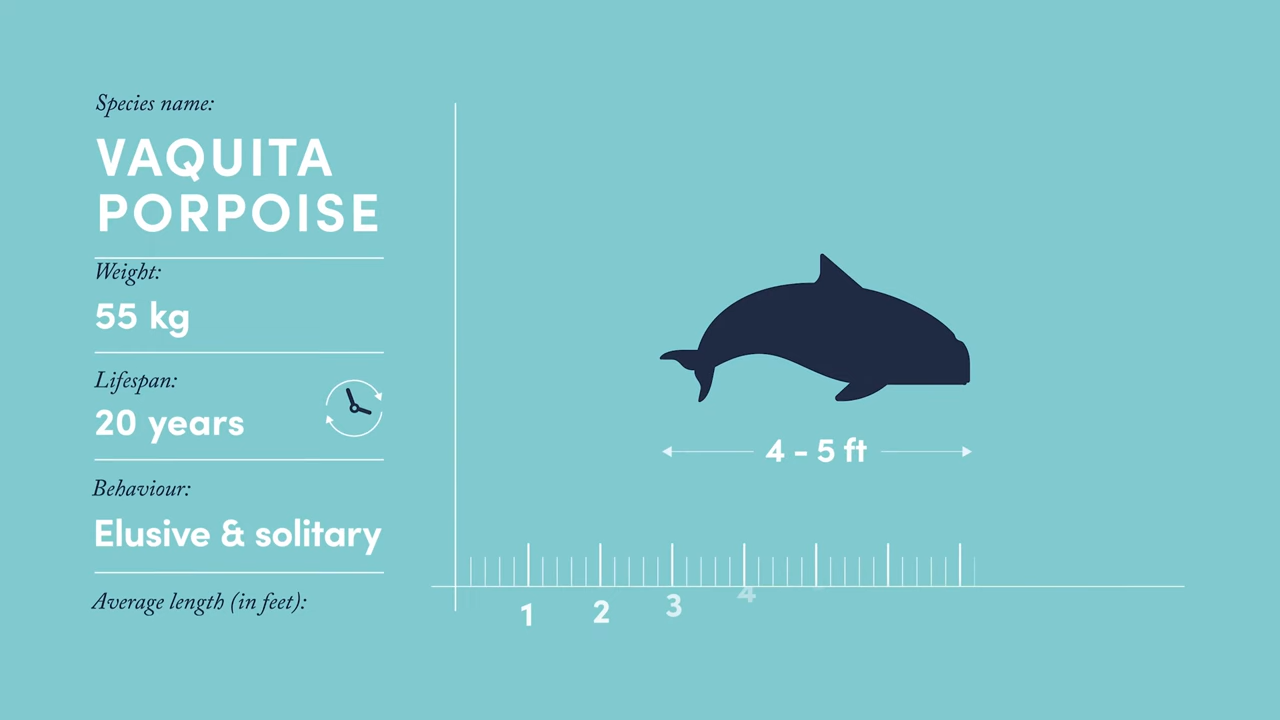 Species name:
VAQUITA
PORPOISE
Weight:
55 kg
Lifespan:
20 years
Behaviour:
Elusive & solitary
Average length (in feet):
4 - 5 ft
1 2 3 4